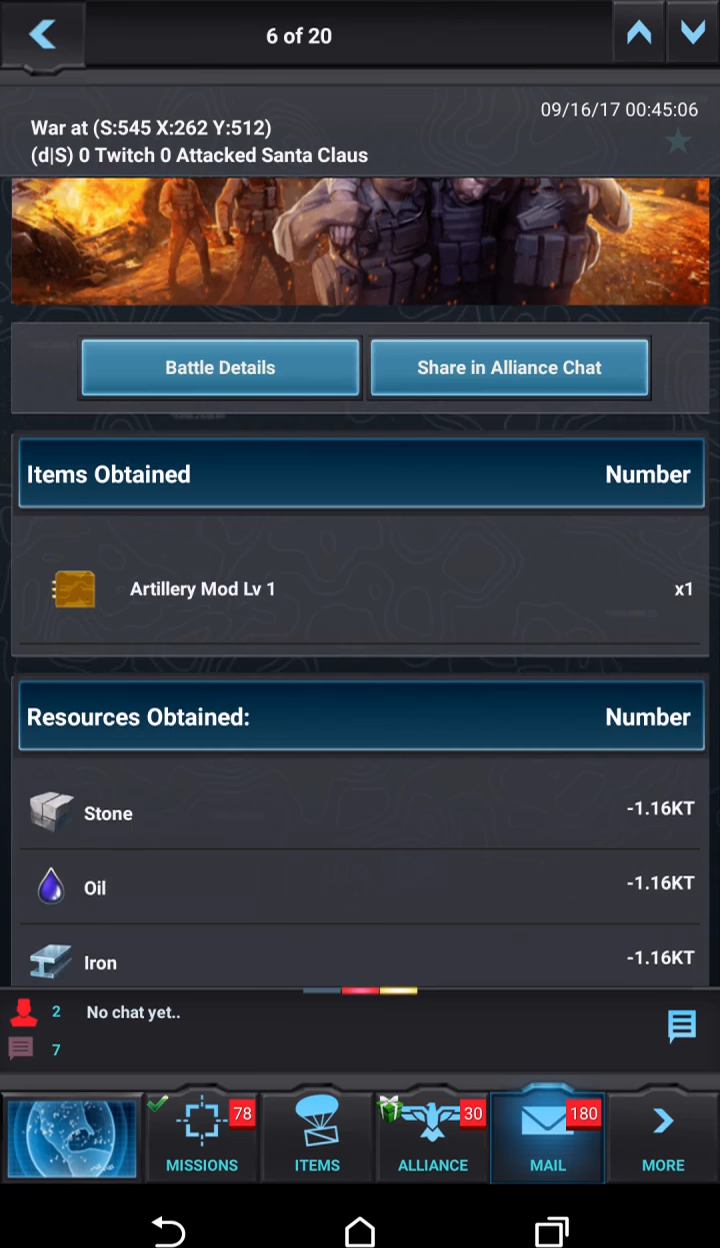 6 of 20
09/16/17 00:45:06
War at (S:545 X:262 Y:512)
(d|S) 0 Twitch 0 Attacked Santa Claus
Battle Details
Share in Alliance Chat
Items Obtained Number
Artillery Mod Lv 1 x1
Resources Obtained: Number
Stone -1.16KT
Oil -1.16KT
Iron -1.16KT
2 No chat yet..
7
78 30 180
MISSIONS ITEMS ALLIANCE MAIL MORE